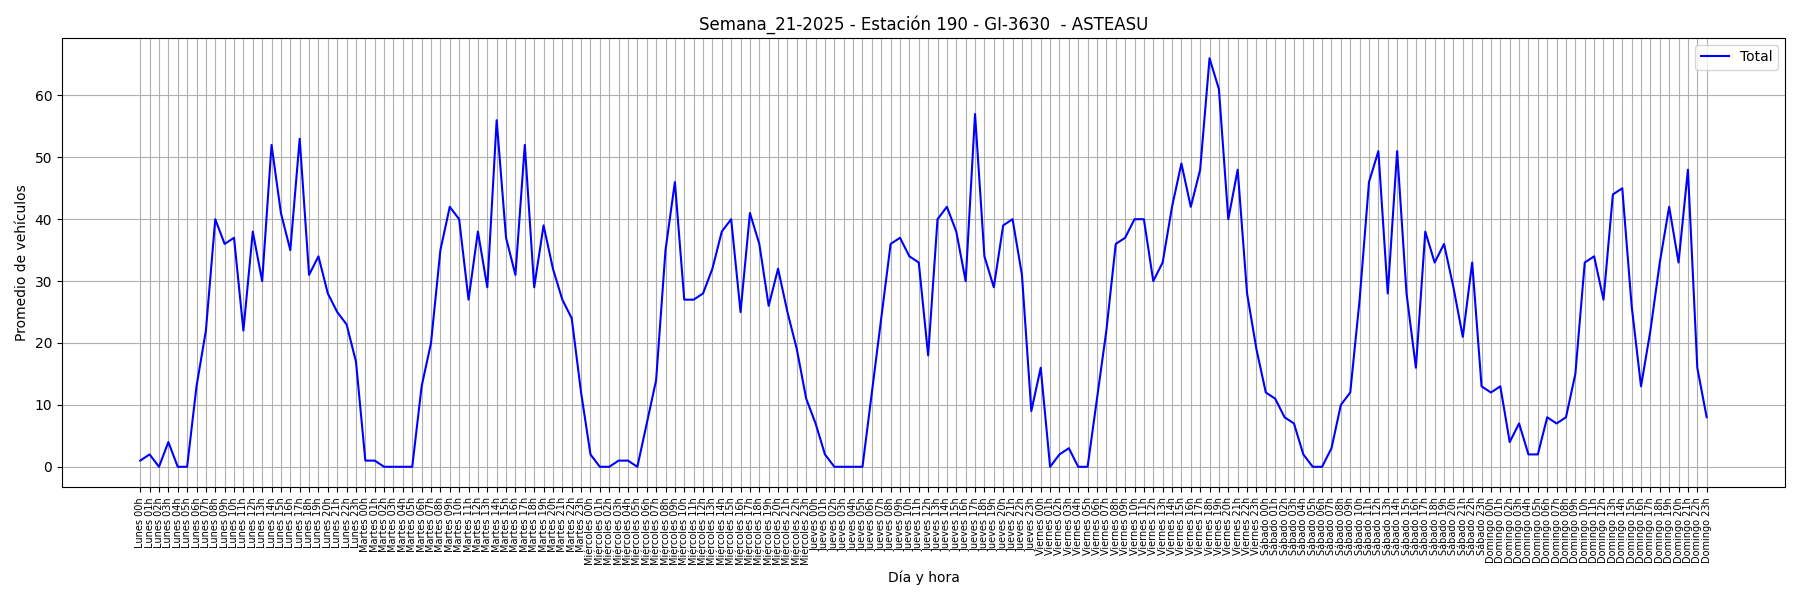 Semana_21-2025 - Estación 190 - GI-3630  - ASTEASU
Total
Promedio de vehículos
60
50
40
30
20
10
0
Lunes 00h
Lunes 01h
Lunes 02h
Lunes 03h
Lunes 04h
Lunes 05h
Lunes 06h
Lunes 07h
Lunes 08h
Lunes 09h
Lunes 10h
Lunes 11h
Lunes 12h
Lunes 13h
Lunes 14h
Lunes 15h
Lunes 16h
Lunes 17h
Lunes 18h
Lunes 19h
Lunes 20h
Lunes 21h
Lunes 22h
Lunes 23h
Martes 00h
Martes 01h
Martes 02h
Martes 03h
Martes 04h
Martes 05h
Martes 06h
Martes 07h
Martes 08h
Martes 09h
Martes 10h
Martes 11h
Martes 12h
Martes 13h
Martes 14h
Martes 15h
Martes 16h
Martes 17h
Martes 18h
Martes 19h
Martes 20h
Martes 21h
Martes 22h
Martes 23h
Miércoles 00h
Miércoles 01h
Miércoles 02h
Miércoles 03h
Miércoles 04h
Miércoles 05h
Miércoles 06h
Miércoles 07h
Miércoles 08h
Miércoles 09h
Miércoles 10h
Miércoles 11h
Miércoles 12h
Miércoles 13h
Miércoles 14h
Miércoles 15h
Miércoles 16h
Miércoles 17h
Miércoles 18h
Miércoles 19h
Miércoles 20h
Miércoles 21h
Miércoles 22h
Miércoles 23h
Jueves 00h
Jueves 01h
Jueves 02h
Jueves 03h
Jueves 04h
Jueves 05h
Jueves 06h
Jueves 07h
Jueves 08h
Jueves 09h
Jueves 10h
Jueves 11h
Jueves 12h
Jueves 13h
Jueves 14h
Jueves 15h
Jueves 16h
Jueves 17h
Jueves 18h
Jueves 19h
Jueves 20h
Jueves 21h
Jueves 22h
Jueves 23h
Viernes 00h
Viernes 01h
Viernes 02h
Viernes 03h
Viernes 04h
Viernes 05h
Viernes 06h
Viernes 07h
Viernes 08h
Viernes 09h
Viernes 10h
Viernes 11h
Viernes 12h
Viernes 13h
Viernes 14h
Viernes 15h
Viernes 16h
Viernes 17h
Viernes 18h
Viernes 19h
Viernes 20h
Viernes 21h
Viernes 22h
Viernes 23h
Sábado 00h
Sábado 01h
Sábado 02h
Sábado 03h
Sábado 04h
Sábado 05h
Sábado 06h
Sábado 07h
Sábado 08h
Sábado 09h
Sábado 10h
Sábado 11h
Sábado 12h
Sábado 13h
Sábado 14h
Sábado 15h
Sábado 16h
Sábado 17h
Sábado 18h
Sábado 19h
Sábado 20h
Sábado 21h
Sábado 22h
Sábado 23h
Domingo 00h
Domingo 01h
Domingo 02h
Domingo 03h
Domingo 04h
Domingo 05h
Domingo 06h
Domingo 07h
Domingo 08h
Domingo 09h
Domingo 10h
Domingo 11h
Domingo 12h
Domingo 13h
Domingo 14h
Domingo 15h
Domingo 16h
Domingo 17h
Domingo 18h
Domingo 19h
Domingo 20h
Domingo 21h
Domingo 22h
Domingo 23h
Día y hora